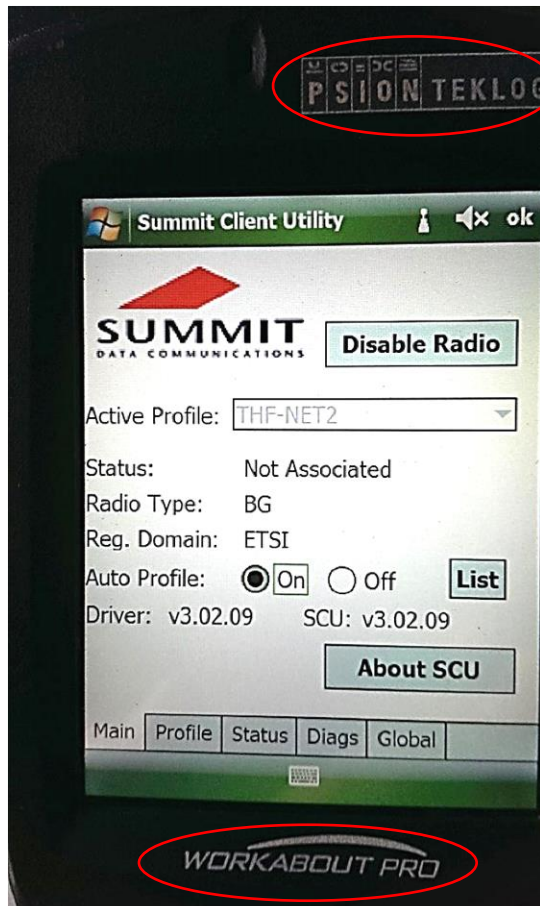 PSION TEKLOG
Summit Client Utility ok
SUMMIT
DATA COMMUNICATIONS
Disable Radio
Active Profile: THF-NET2
Status: Not Associated
Radio Type: BG
Reg. Domain: ETSI
Auto Profile: On Off List
Driver: v3.02.09 SCU: v3.02.09
About SCU
Main Profile Status Diags Global
WORKABOUT PRO